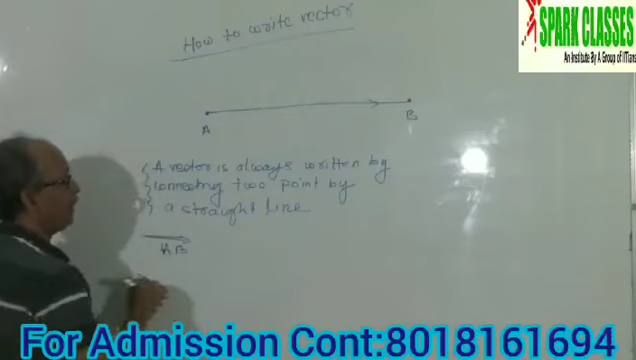 How to write vector
SPARK CLASSES
An Institute By A Group of IITians
A
B
A vector is always written by
connecting two point by
a straight line.
AB
For Admission Cont:8018161694